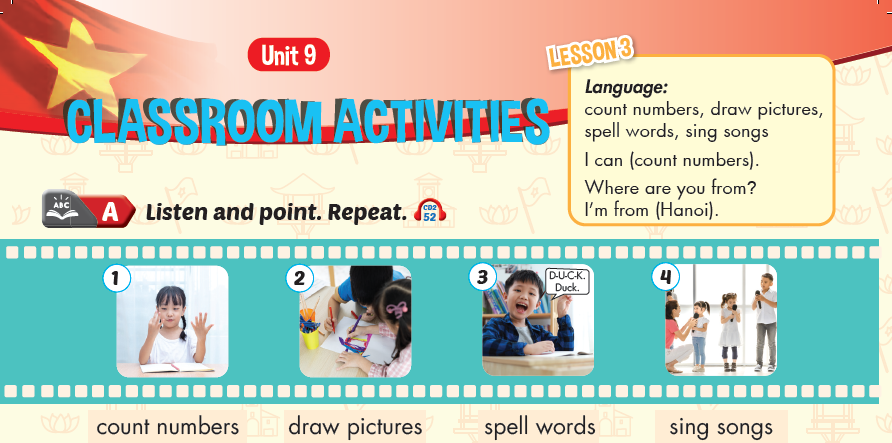 Unit 9
CLASSROOM ACTIVITIES
LESSON 3
Language:
count numbers, draw pictures,
spell words, sing songs
I can (count numbers).
Where are you from?
I'm from (Hanoi).
ABC
A Listen and point. Repeat. CD2
52
1
2
3
D-U-C-K.
Duck.
4
count numbers
draw pictures
spell words
sing songs